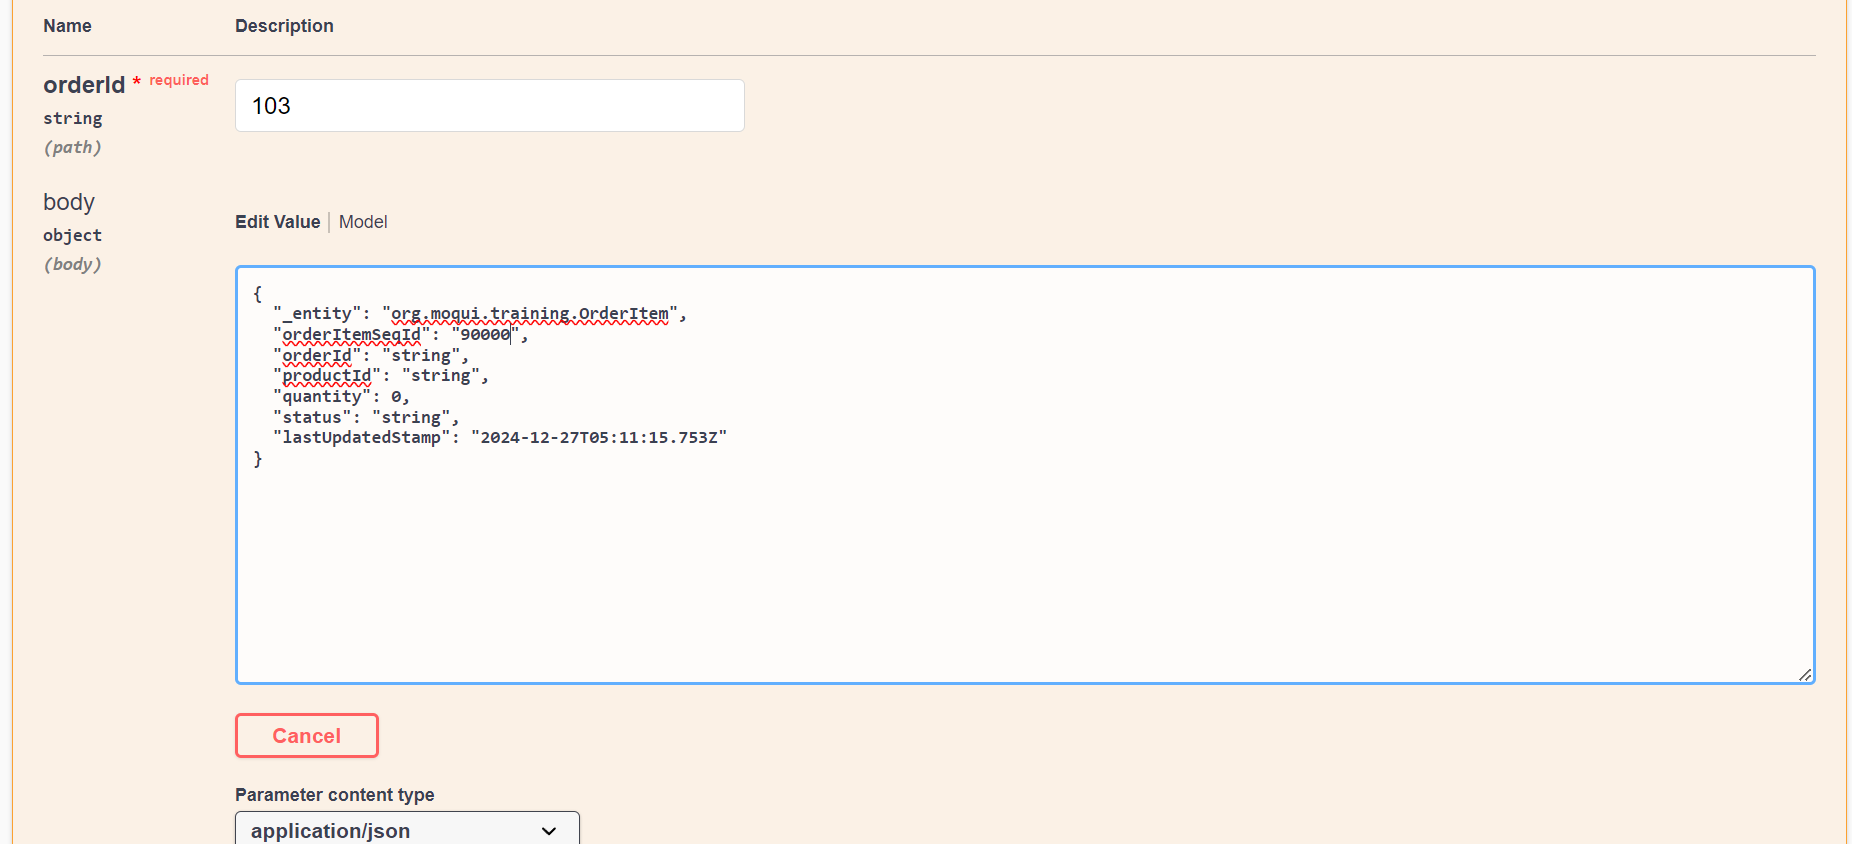 Name Description
orderId * required
string
(path)
103
body
object
(body)
Edit Value | Model
{
  "_entity": "org.moqui.training.OrderItem",
  "orderItemSeqId": "90000",
  "orderId": "string",
  "productId": "string",
  "quantity": 0,
  "status": "string",
  "lastUpdatedStamp": "2024-12-27T05:11:15.753Z"
}
Cancel
Parameter content type
application/json